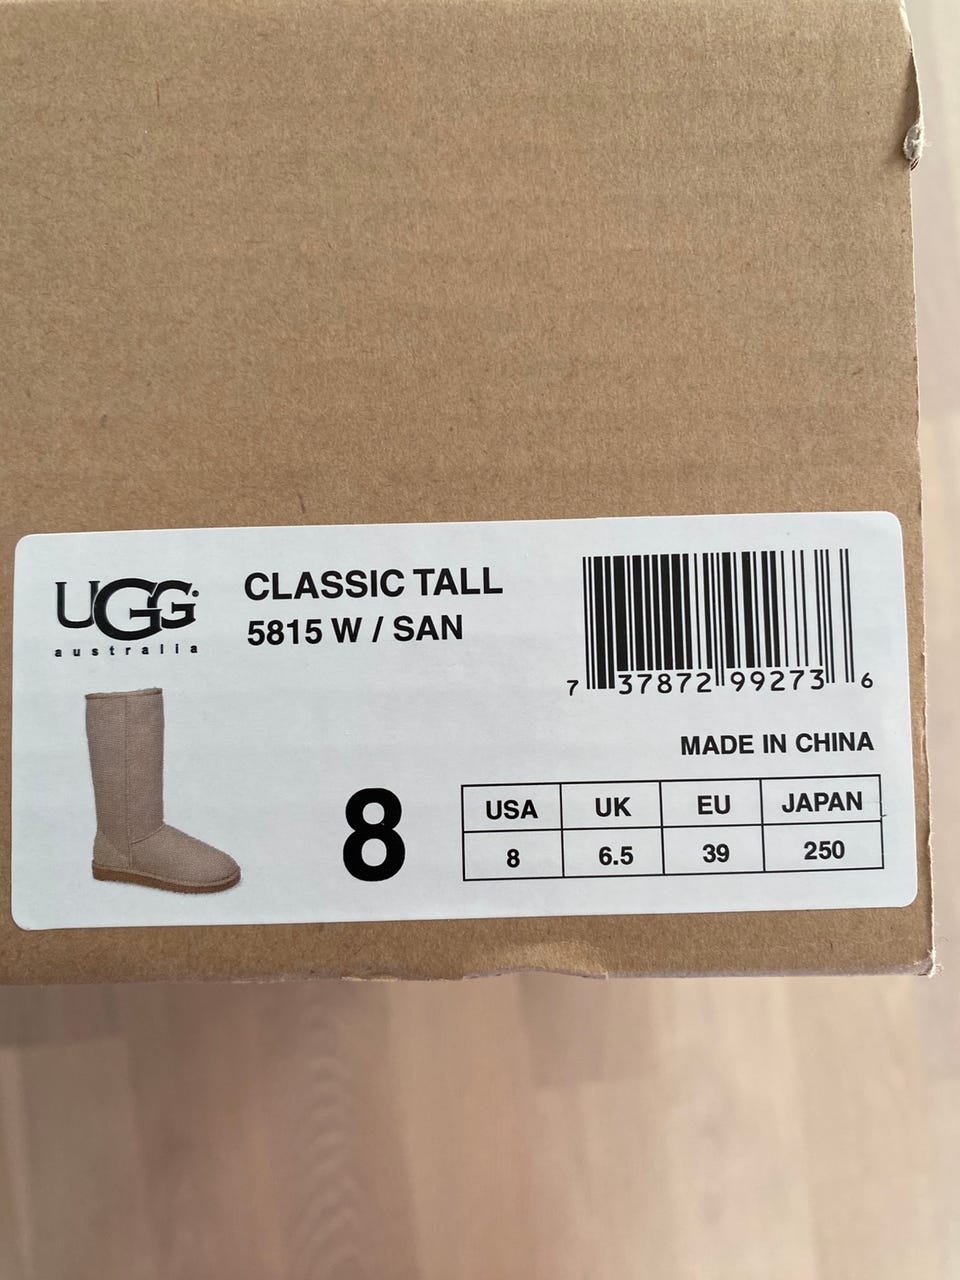 UGG
australia
CLASSIC TALL
5815 W / SAN
7 37872 99273 6
MADE IN CHINA
8
USA UK EU JAPAN
8 6.5 39 250